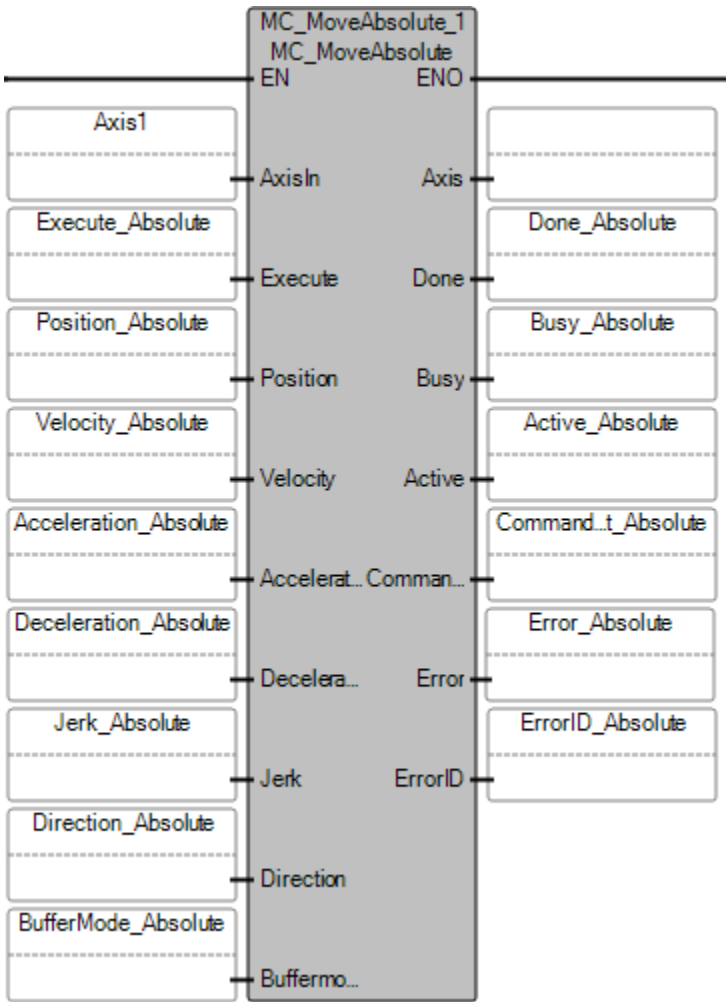 MC_MoveAbsolute_1
MC_MoveAbsolute
EN ENO
Axis1
AxisIn Axis
Execute_Absolute Done_Absolute
Execute Done
Position_Absolute Busy_Absolute
Position Busy
Velocity_Absolute Active_Absolute
Velocity Active
Acceleration_Absolute Command...t_Absolute
Accelerat... Comman...
Deceleration_Absolute Error_Absolute
Decelera... Error
Jerk_Absolute ErrorID_Absolute
Jerk ErrorID
Direction_Absolute
Direction
BufferMode_Absolute
Buffermo...